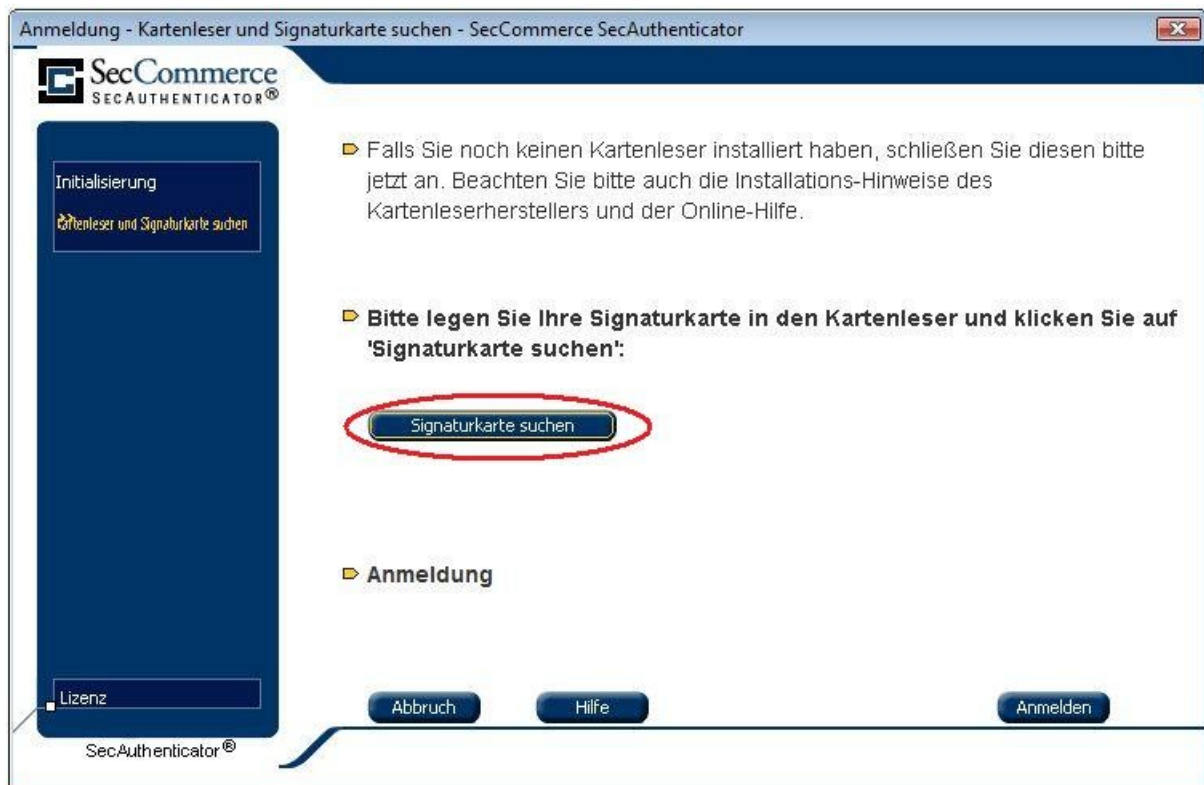 Anmeldung - Kartenleser und Signaturkarte suchen - SecCommerce SecAuthenticator
SecCommerce
SECAUTHENTICATOR®
Initialisierung
Kartenleser und Signaturkarte suchen
Falls Sie noch keinen Kartenleser installiert haben, schließen Sie diesen bitte
jetzt an. Beachten Sie bitte auch die Installations-Hinweise des
Kartenleserherstellers und der Online-Hilfe.
Bitte legen Sie Ihre Signaturkarte in den Kartenleser und klicken Sie auf
'Signaturkarte suchen':
Signaturkarte suchen
Anmeldung
Lizenz
Abbruch
Hilfe
Anmelden
SecAuthenticator®